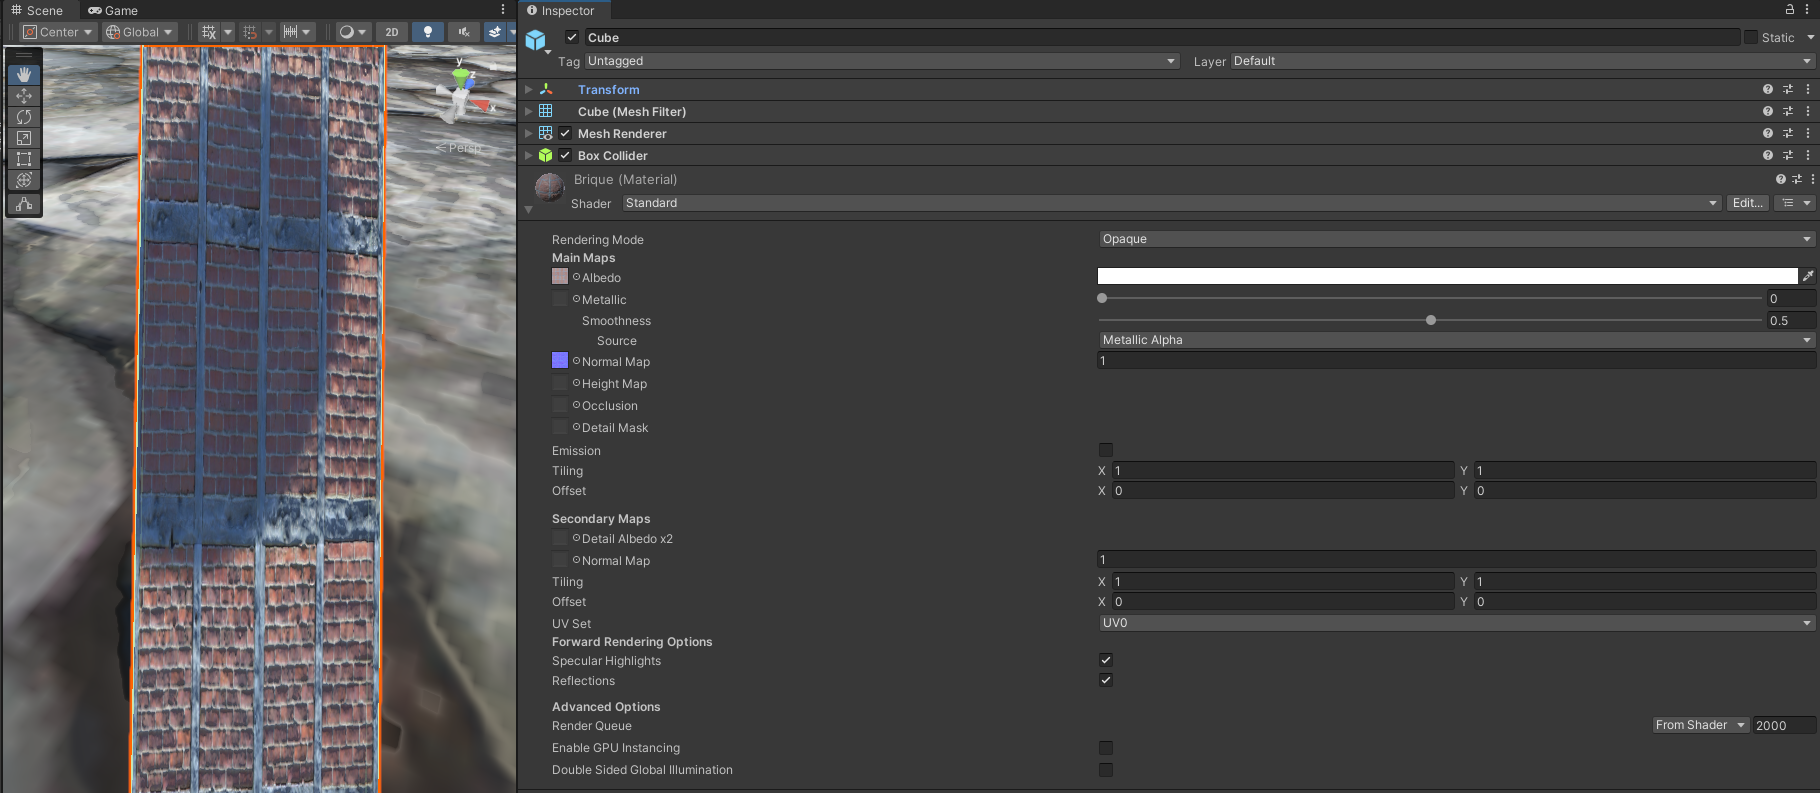 Scene Game
Center Global 2D
y
z
x
Persp
Inspector
Cube Static
Tag Untagged Layer Default
Transform
Cube (Mesh Filter)
Mesh Renderer
Box Collider
Brique (Material)
Shader Standard Edit...
Rendering Mode Opaque
Main Maps
Albedo
Metallic 0
Smoothness 0.5
Source Metallic Alpha
Normal Map 1
Height Map
Occlusion
Detail Mask
Emission
Tiling X 1 Y 1
Offset X 0 Y 0
Secondary Maps
Detail Albedo x2
Normal Map 1
Tiling X 1 Y 1
Offset X 0 Y 0
UV Set UV0
Forward Rendering Options
Specular Highlights
Reflections
Advanced Options
Render Queue From Shader 2000
Enable GPU Instancing
Double Sided Global Illumination